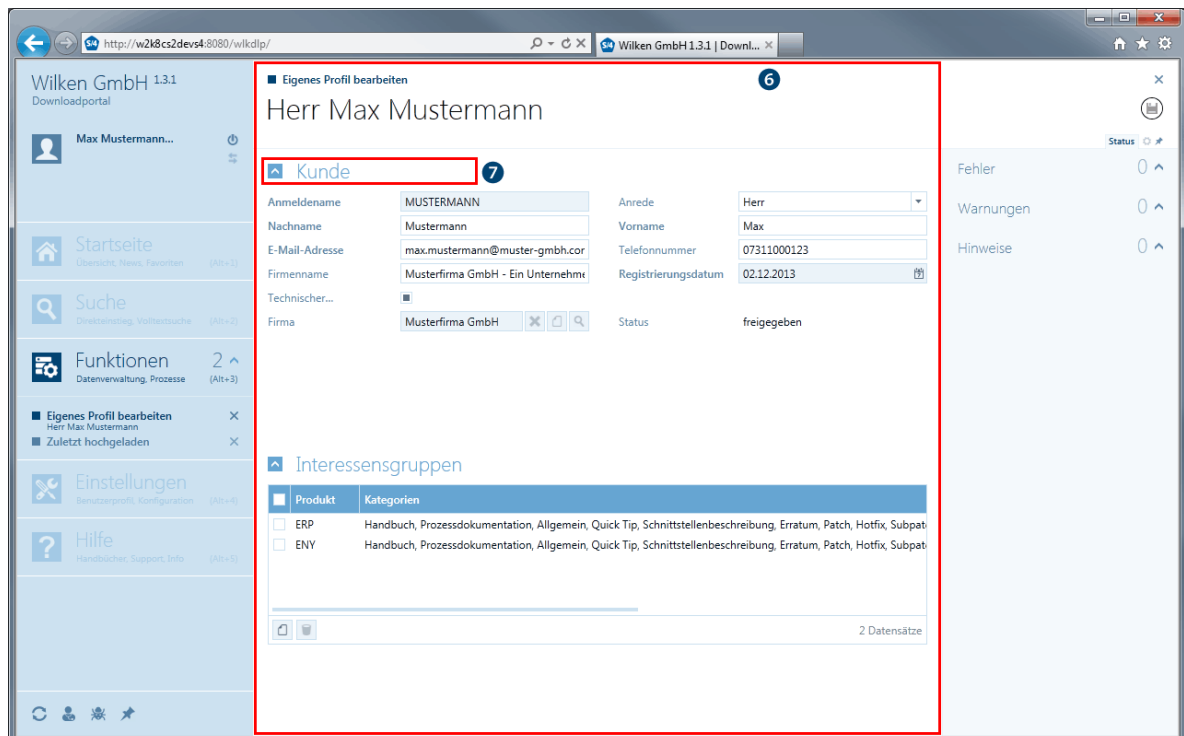 http://w2k8cs2devs4:8080/wlkdlp/
S/4 Wilken GmbH 1.3.1 | Downl...
Wilken GmbH 1.3.1
Downloadportal
Max Mustermann...
Startseite
Übersicht, News, Favoriten (Alt+1)
Suche
Direkteinstieg, Volltextsuche (Alt+2)
Funktionen 2
Datenverwaltung, Prozesse (Alt+3)
Eigenes Profil bearbeiten
Herr Max Mustermann
Zuletzt hochgeladen
Einstellungen
Benutzerprofil, Konfiguration (Alt+4)
Hilfe
Handbücher, Support, Info (Alt+5)
Eigenes Profil bearbeiten 6
Herr Max Mustermann
Kunde 7
Anmeldename MUSTERMANN Anrede Herr
Nachname Mustermann Vorname Max
E-Mail-Adresse max.mustermann@muster-gmbh.cor Telefonnummer 07311000123
Firmenname Musterfirma GmbH - Ein Unternehme Registrierungsdatum 02.12.2013
Technischer...
Firma Musterfirma GmbH Status freigegeben
Interessensgruppen
Produkt Kategorien
ERP Handbuch, Prozessdokumentation, Allgemein, Quick Tip, Schnittstellenbeschreibung, Erratum, Patch, Hotfix, Subpat
ENY Handbuch, Prozessdokumentation, Allgemein, Quick Tip, Schnittstellenbeschreibung, Erratum, Patch, Hotfix, Subpat
2 Datensätze
Status
Fehler 0
Warnungen 0
Hinweise 0